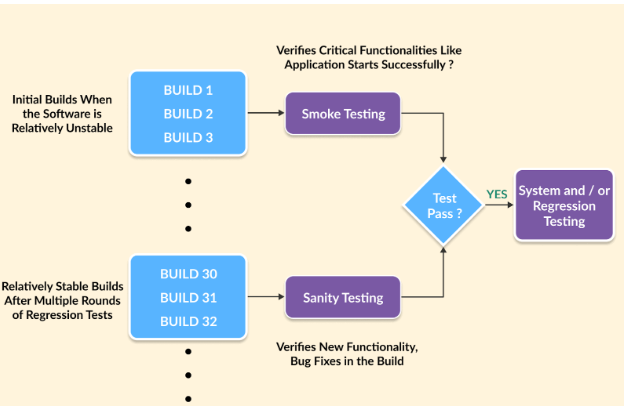 Verifies Critical Functionalities Like
Application Starts Successfully ?
Initial Builds When
the Software is
Relatively Unstable
BUILD 1
BUILD 2
BUILD 3
Smoke Testing
Test
Pass ?
YES
System and / or
Regression
Testing
Relatively Stable Builds
After Multiple Rounds
of Regression Tests
BUILD 30
BUILD 31
BUILD 32
Sanity Testing
Verifies New Functionality,
Bug Fixes in the Build